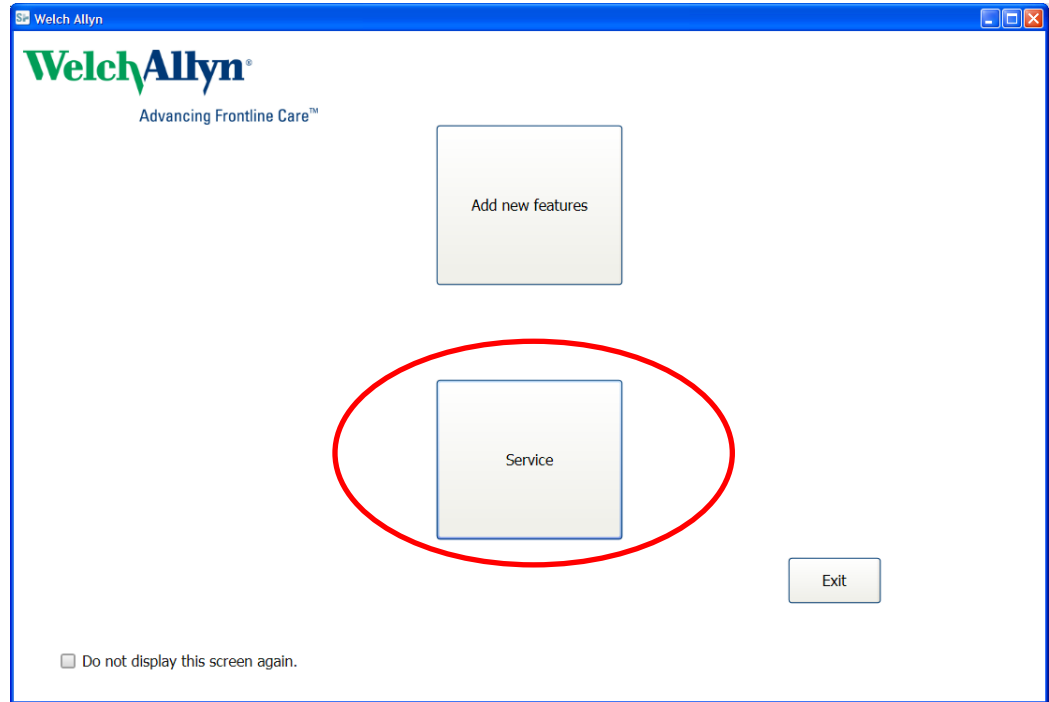 Welch Allyn
WelchAllyn®
Advancing Frontline Care™
Add new features
Service
Exit
Do not display this screen again.